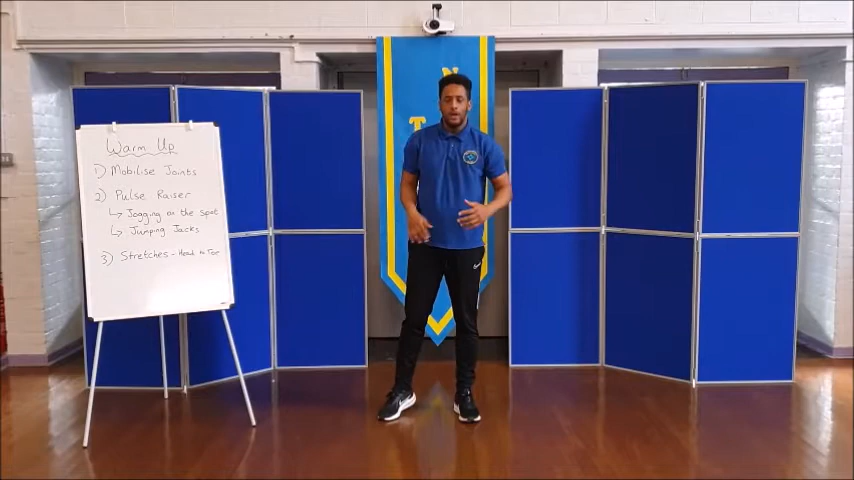 Warm Up
1) Mobilise Joints
2) Pulse Raiser
↳ Jogging on the spot
↳ Jumping Jacks
3) Stretches - Head to Toe